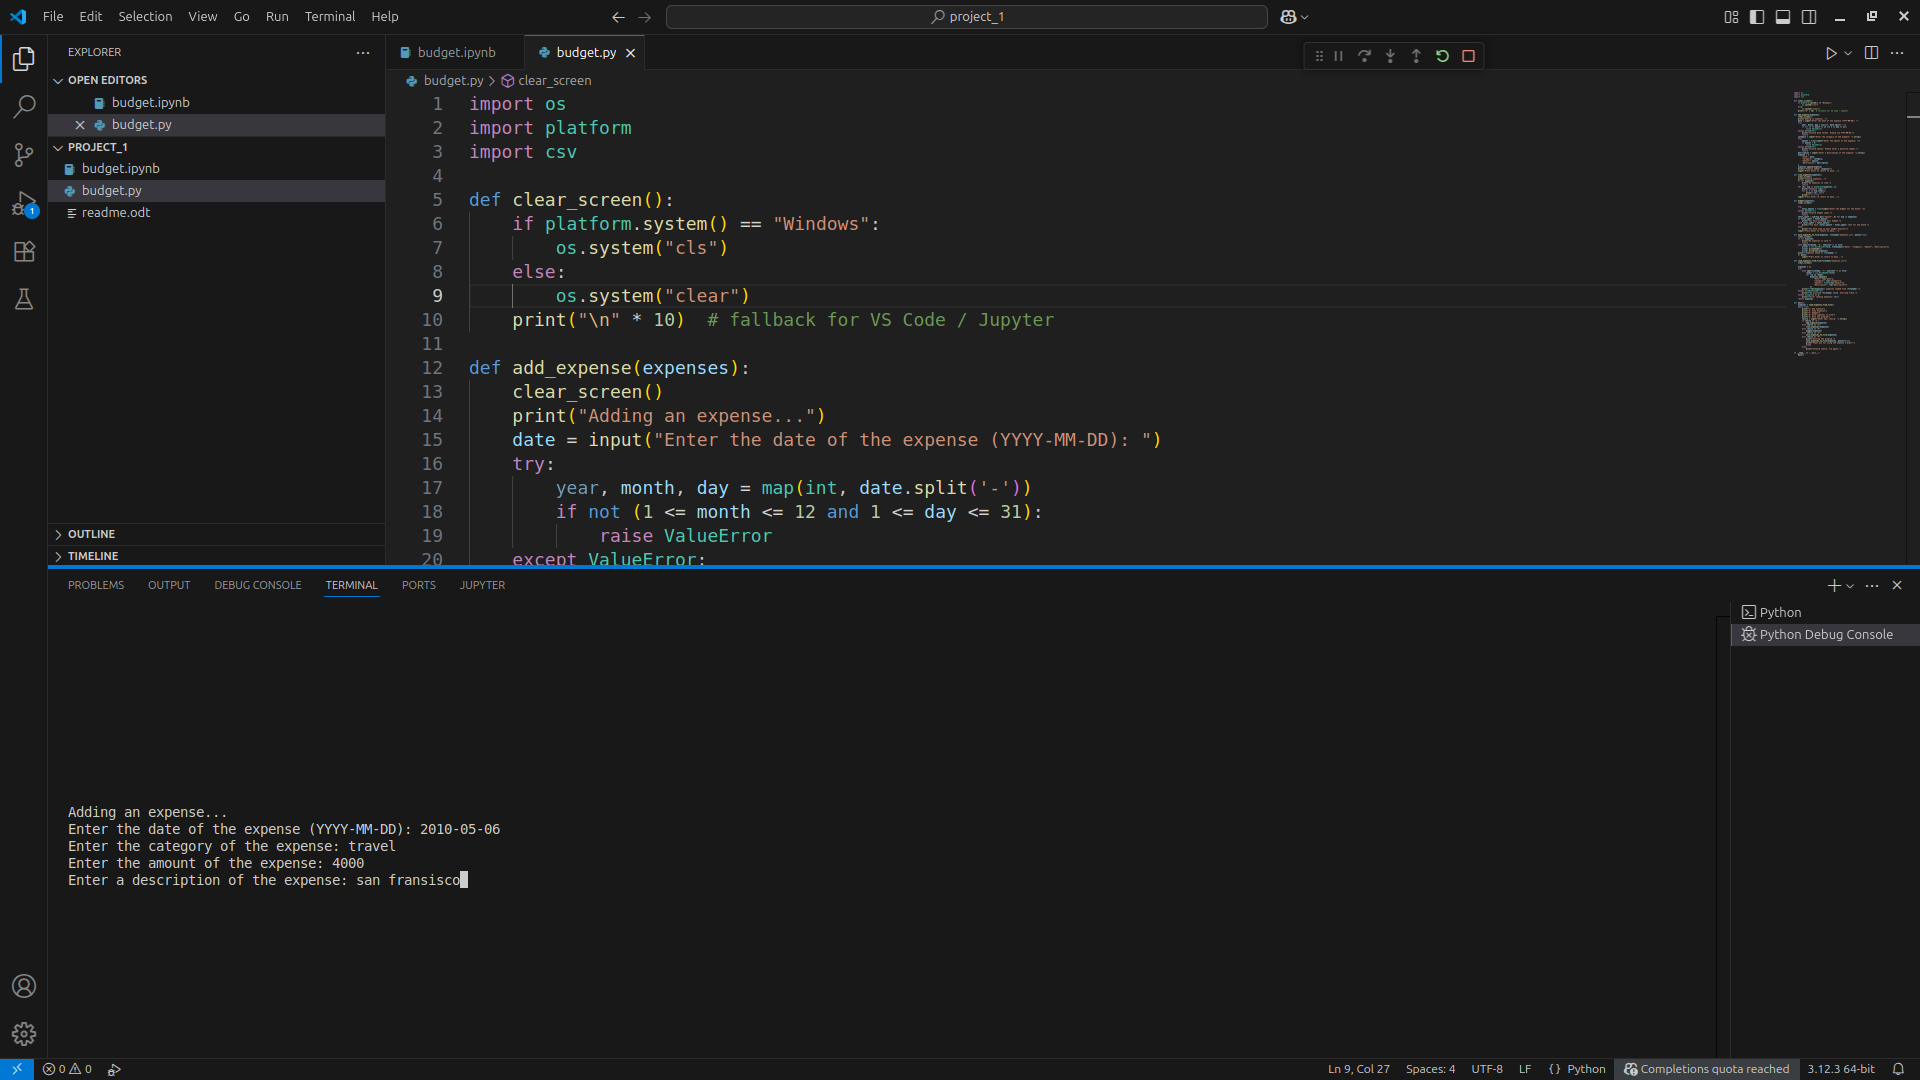 File Edit Selection View Go Run Terminal Help
project_1
EXPLORER
OPEN EDITORS
budget.ipynb
budget.py
PROJECT_1
budget.ipynb
budget.py
readme.odt
OUTLINE
TIMELINE
1
budget.ipynb budget.py
budget.py > clear_screen
1 import os
2 import platform
3 import csv
4
5 def clear_screen():
6 if platform.system() == "Windows":
7 os.system("cls")
8 else:
9 os.system("clear")
10 print("\n" * 10)  # fallback for VS Code / Jupyter
11
12 def add_expense(expenses):
13 clear_screen()
14 print("Adding an expense...")
15 date = input("Enter the date of the expense (YYYY-MM-DD): ")
16 try:
17 year, month, day = map(int, date.split('-'))
18 if not (1 <= month <= 12 and 1 <= day <= 31):
19 raise ValueError
20 except ValueError:
PROBLEMS OUTPUT DEBUG CONSOLE TERMINAL PORTS JUPYTER
Python
Python Debug Console
Adding an expense...
Enter the date of the expense (YYYY-MM-DD): 2010-05-06
Enter the category of the expense: travel
Enter the amount of the expense: 4000
Enter a description of the expense: san fransisco
0 0
Ln 9, Col 27 Spaces: 4 UTF-8 LF {} Python Completions quota reached 3.12.3 64-bit